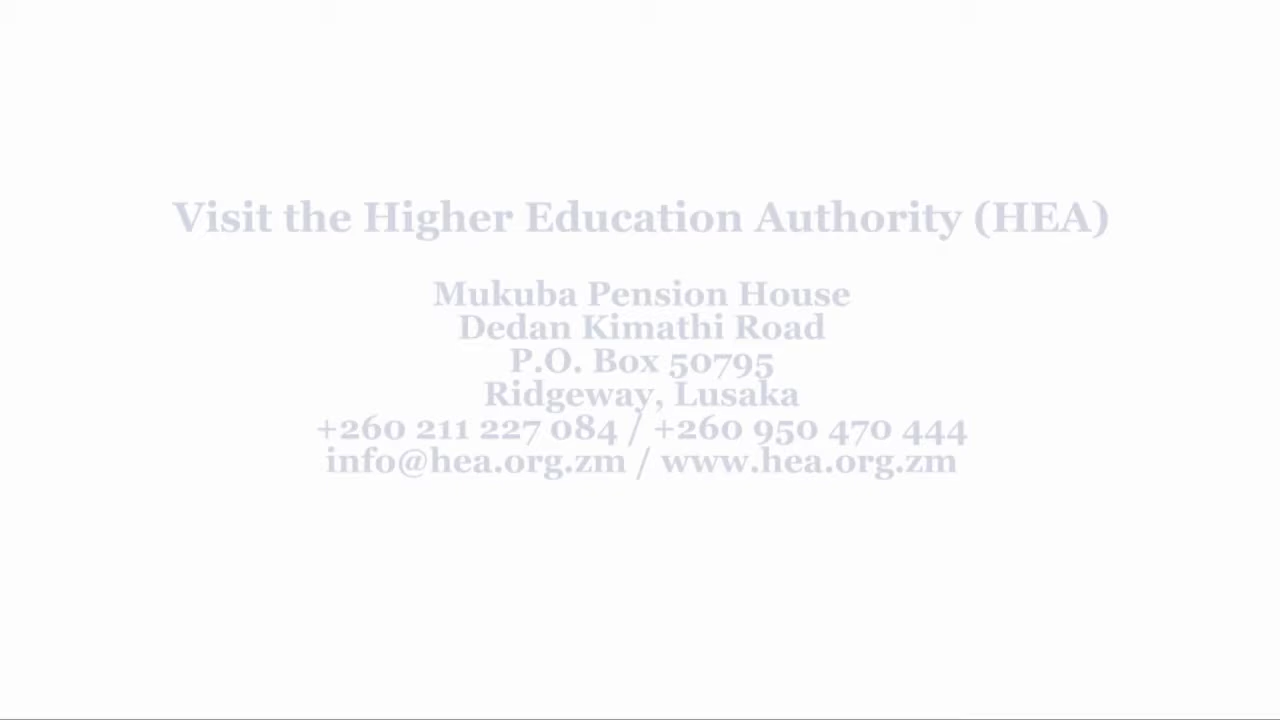 Visit the Higher Education Authority (HEA)
Mukuba Pension House
Dedan Kimathi Road
P.O. Box 50795
Ridgeway, Lusaka
+260 211 227 084 / +260 950 470 444
info@hea.org.zm / www.hea.org.zm